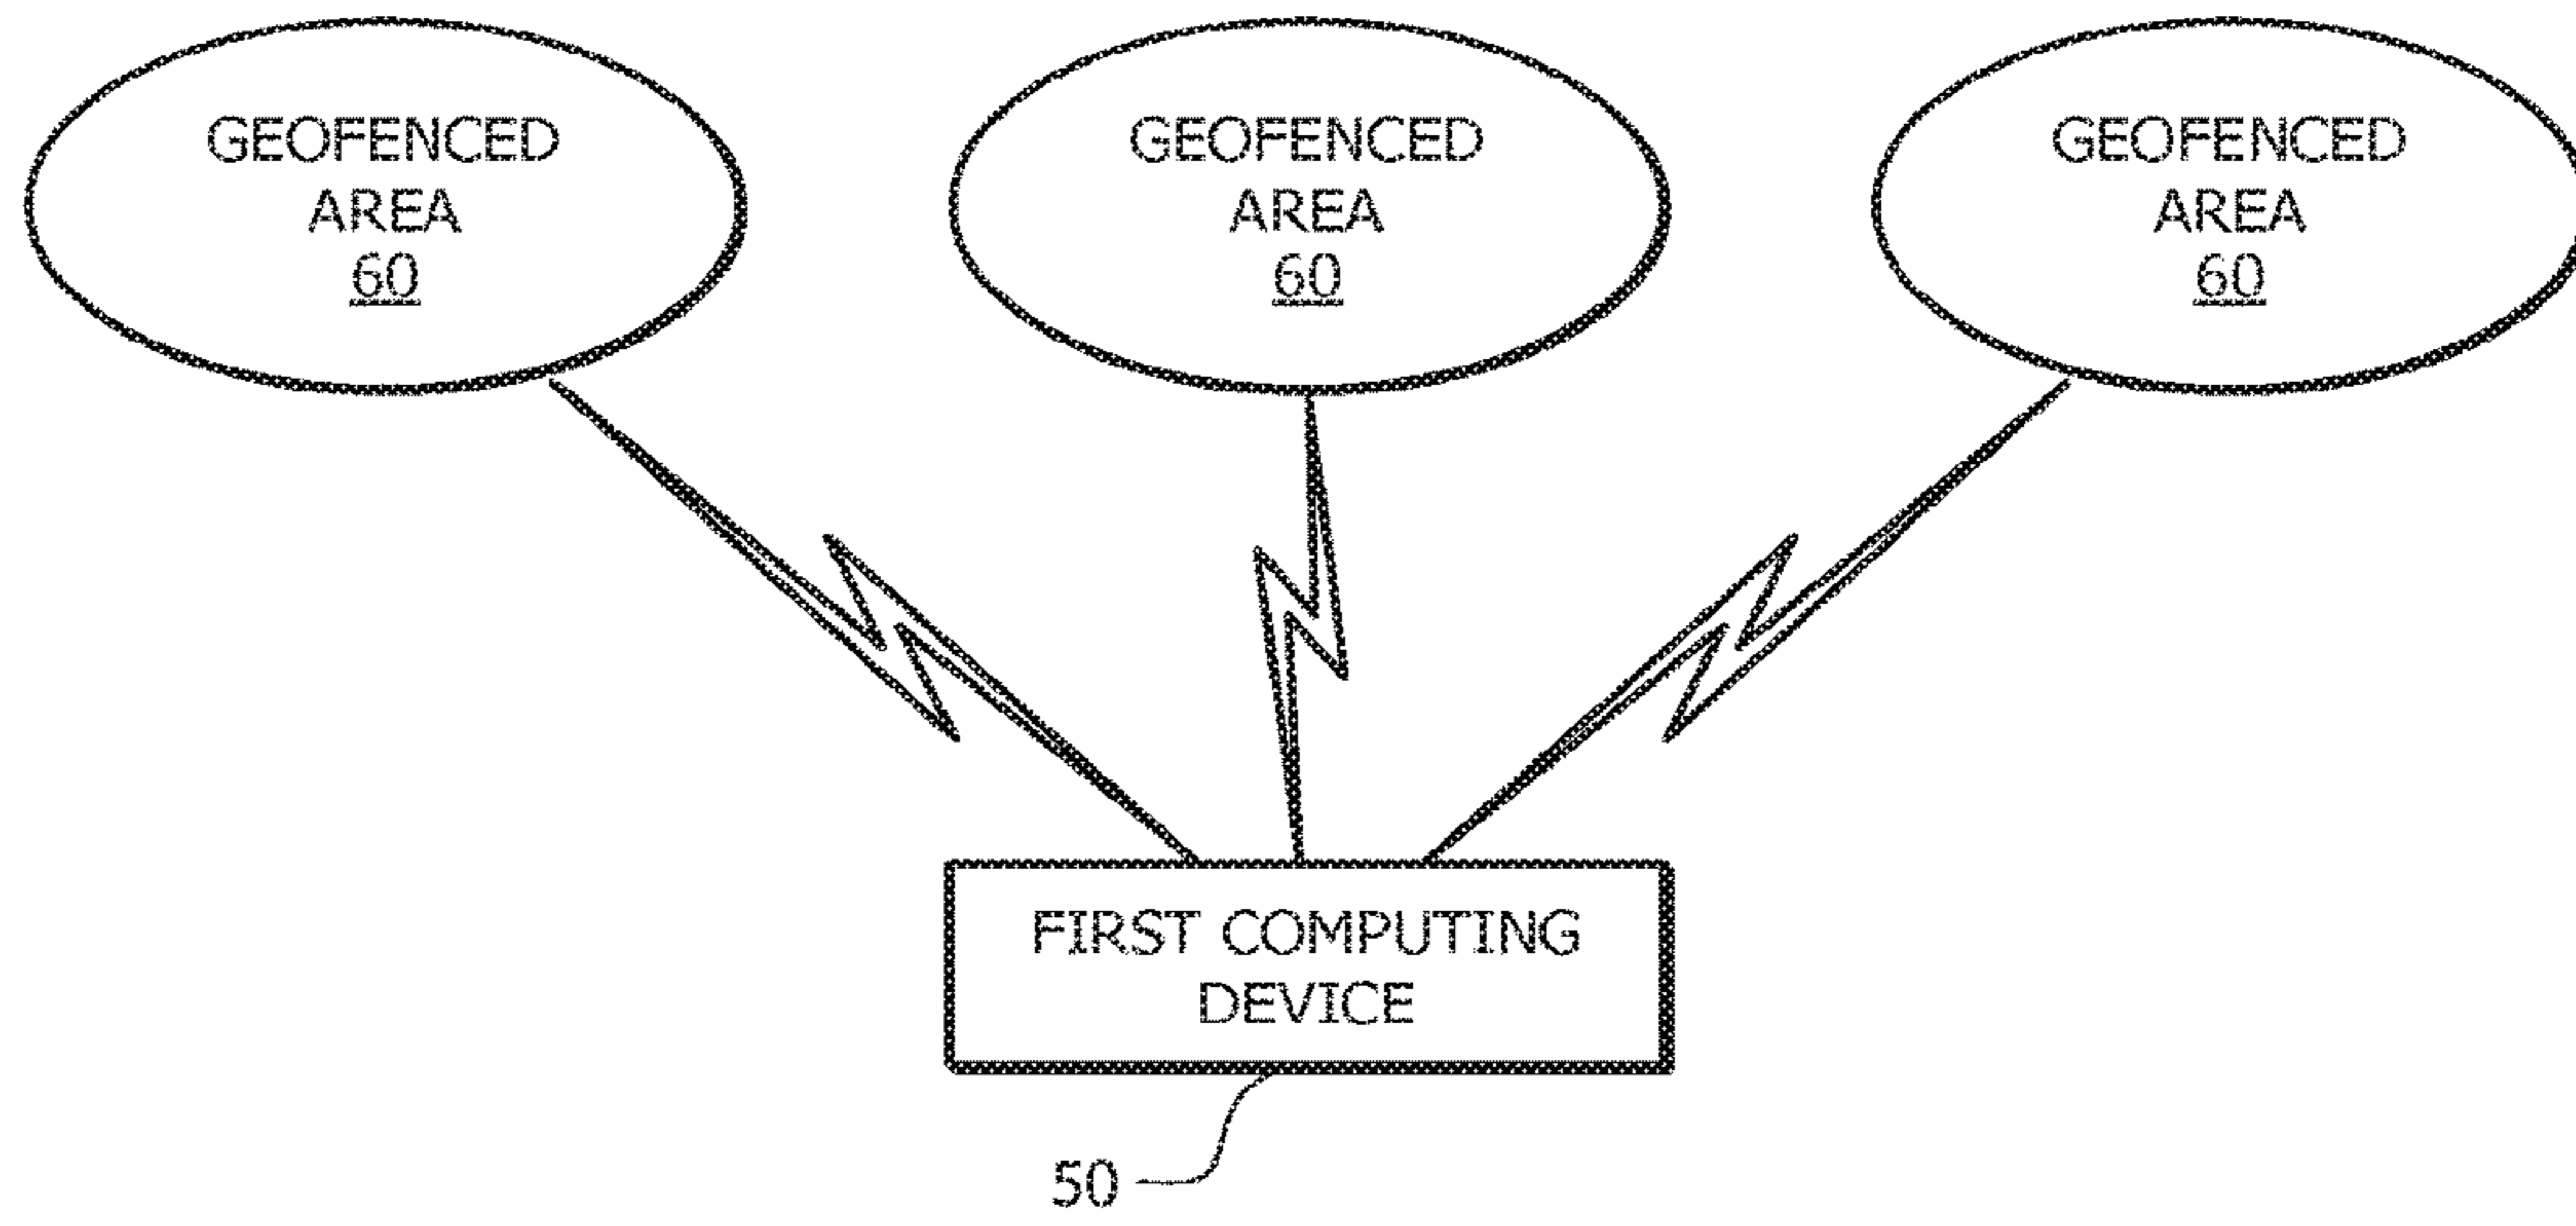 GEOFENCED
AREA
60
GEOFENCED
AREA
60
GEOFENCED
AREA
60
FIRST COMPUTING
DEVICE
50